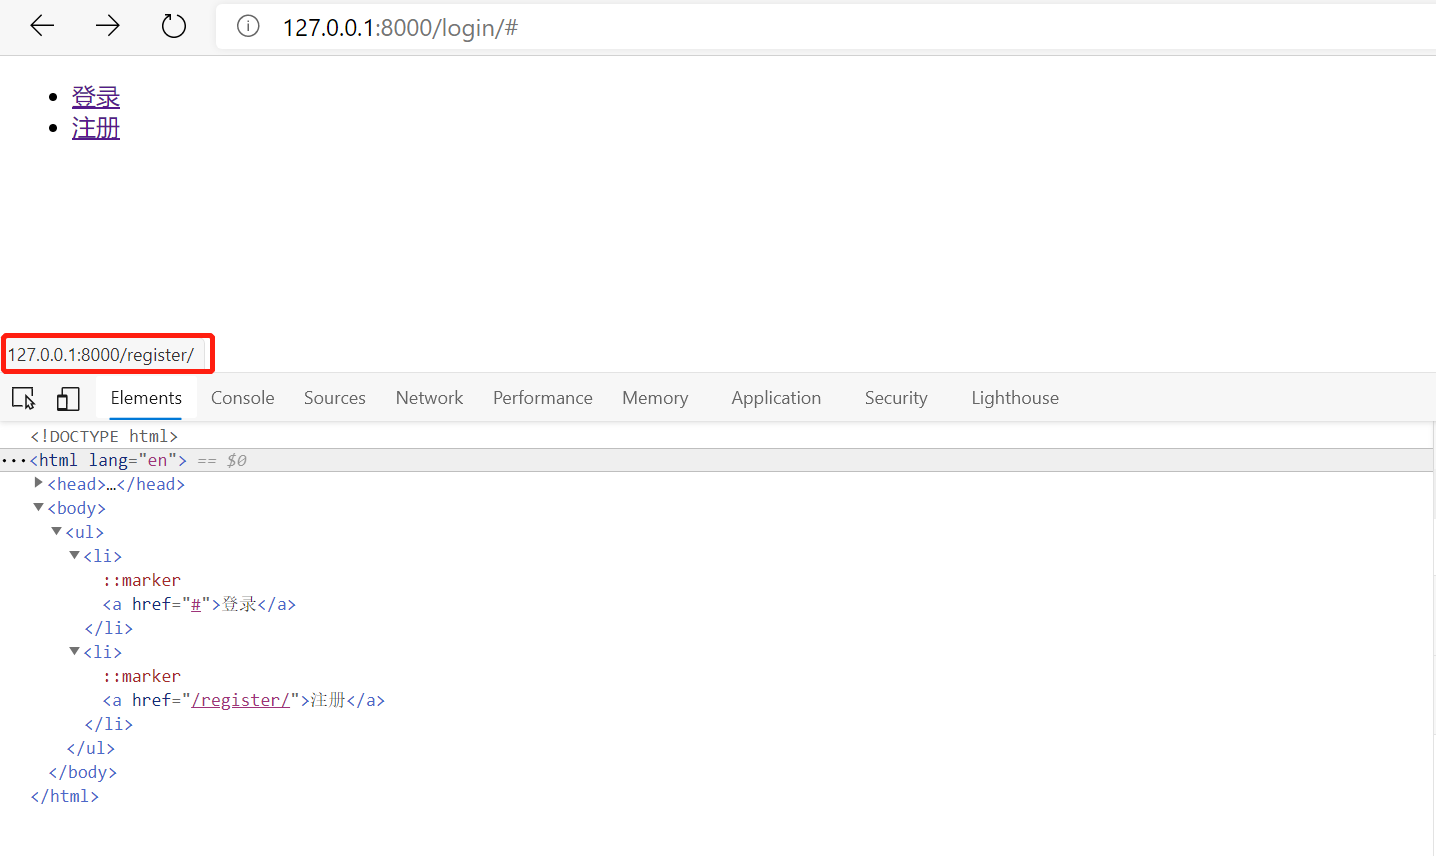 127.0.0.1:8000/login/#
登录
注册
127.0.0.1:8000/register/
Elements Console Sources Network Performance Memory Application Security Lighthouse
<!DOCTYPE html>
···<html lang="en"> == $0
<head>…</head>
<body>
<ul>
<li>
::marker
<a href="#">登录</a>
</li>
<li>
::marker
<a href="/register/">注册</a>
</li>
</ul>
</body>
</html>